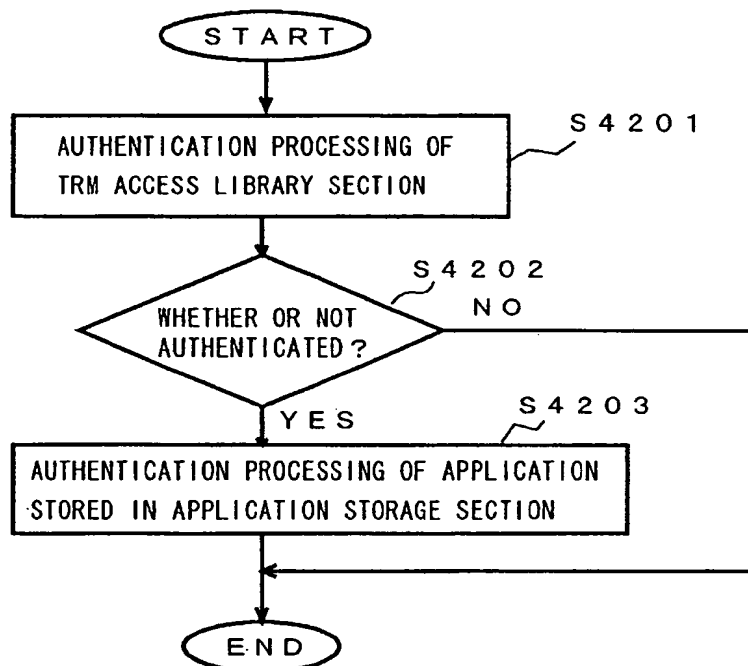 START
S4201
AUTHENTICATION PROCESSING OF
TRM ACCESS LIBRARY SECTION
S4202
NO
WHETHER OR NOT
AUTHENTICATED?
YES
S4203
AUTHENTICATION PROCESSING OF APPLICATION
STORED IN APPLICATION STORAGE SECTION
END